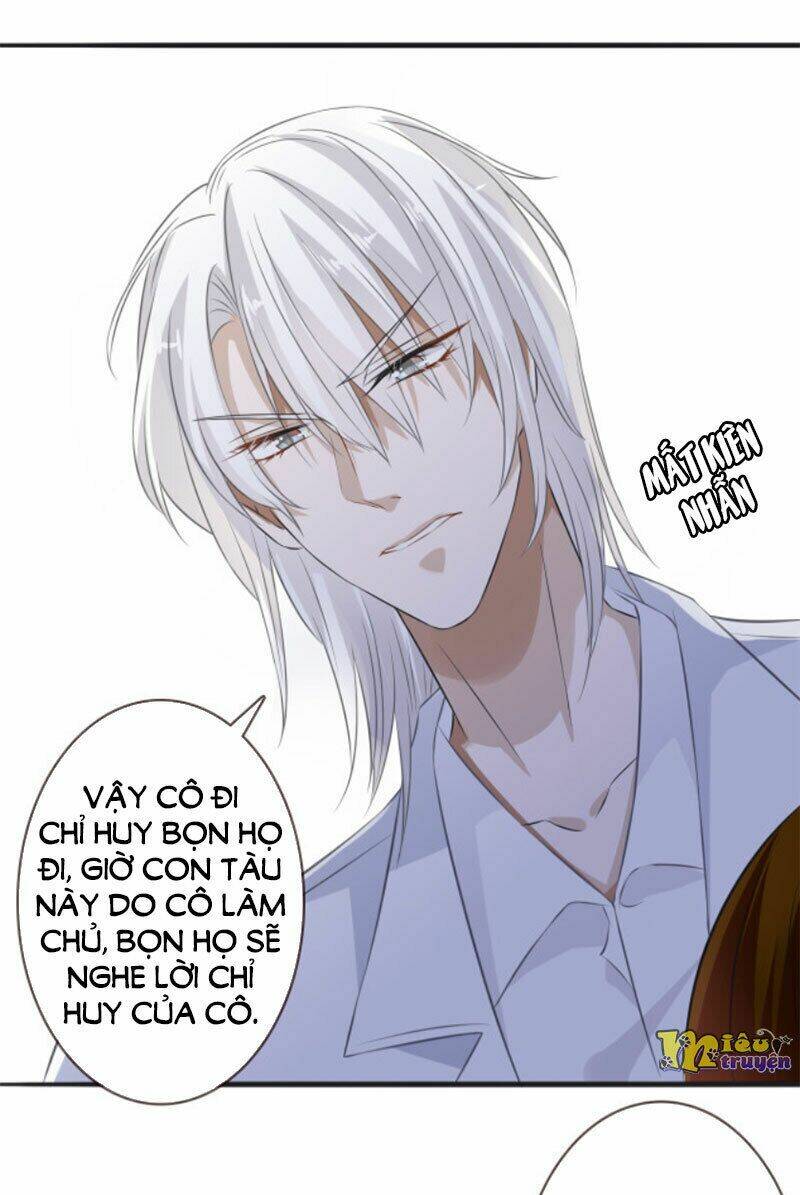 MẤT KIÊN
NHẪN
VẬY CÔ ĐI
CHỈ HUY BỌN HỌ
ĐI, GIỜ CON TÀU
NÀY DO CÔ LÀM
CHỦ, BỌN HỌ SẼ
NGHE LỜI CHỈ
HUY CỦA CÔ.
Miêu
truyện